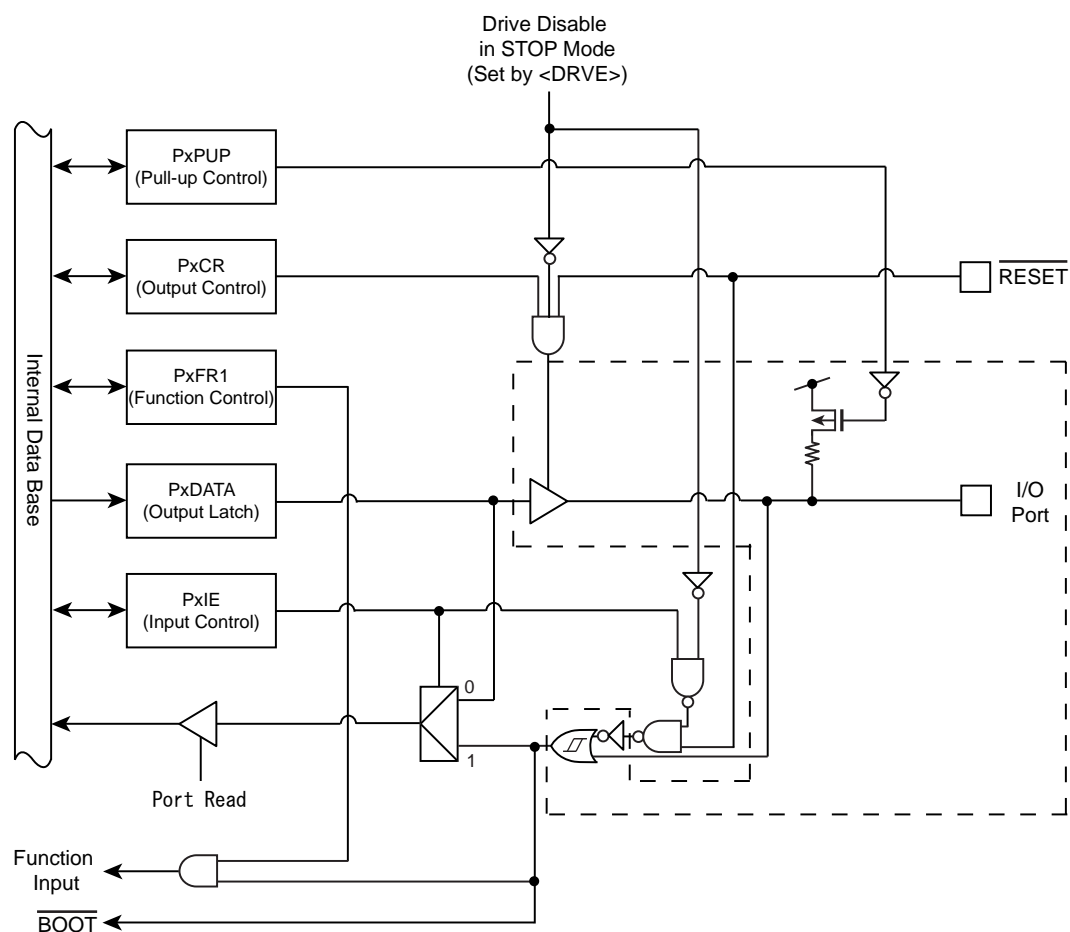 Drive Disable
in STOP Mode
(Set by <DRVE>)
PxPUP
(Pull-up Control)
PxCR
(Output Control)
RESET
Internal Data Base
PxFR1
(Function Control)
PxDATA
(Output Latch)
I/O
Port
PxIE
(Input Control)
0
1
Port Read
Function
Input
BOOT